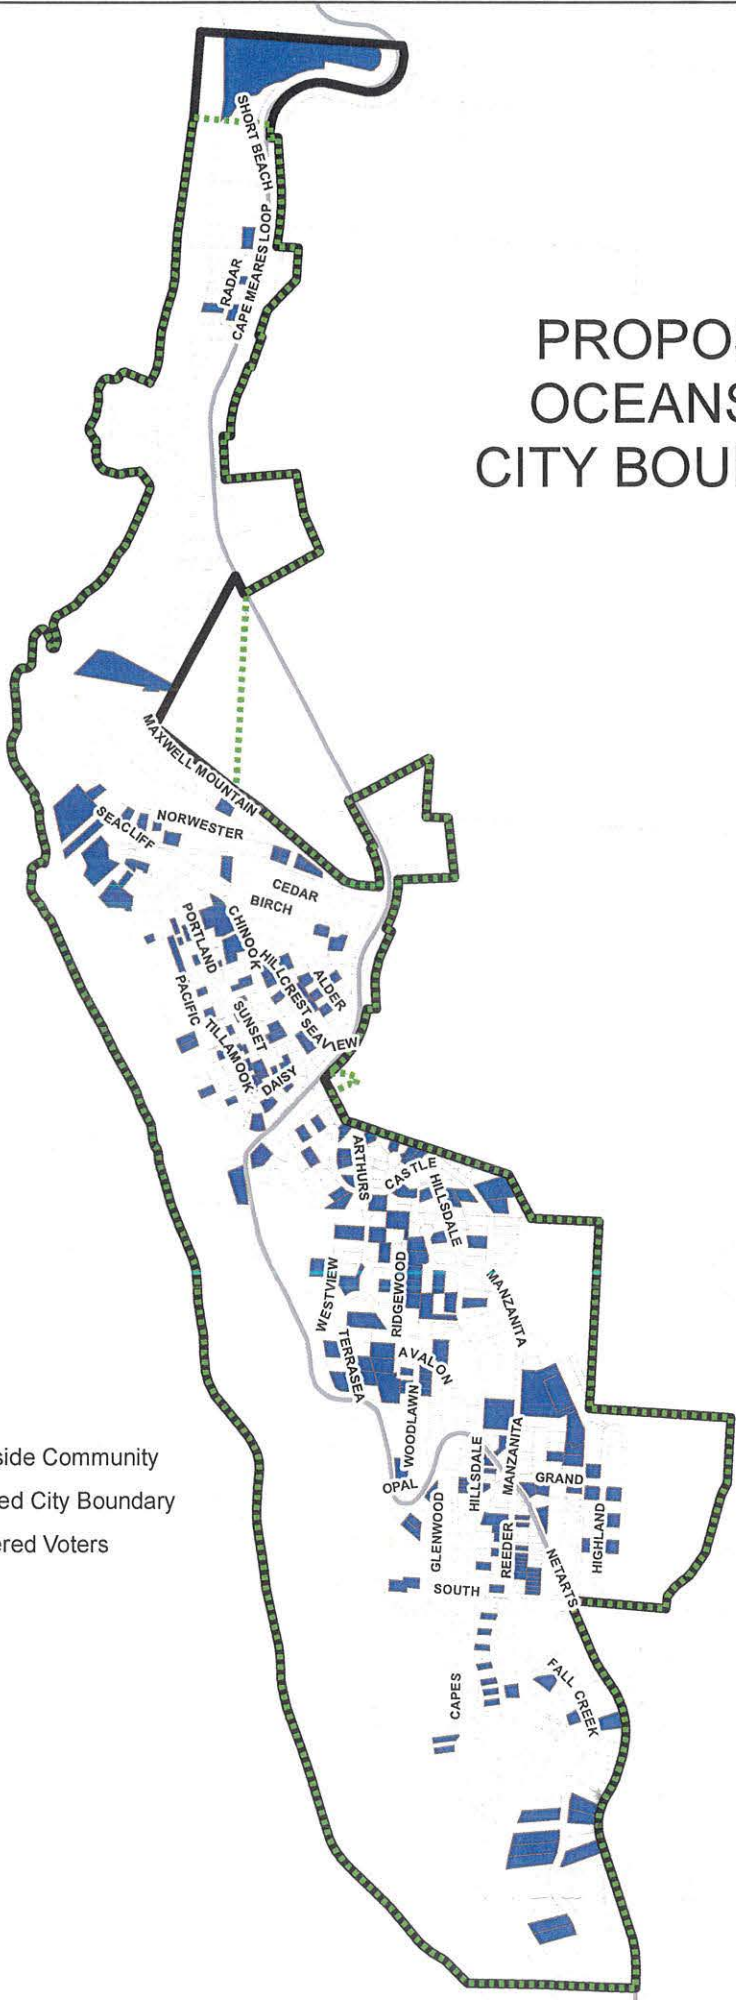 SHORT BEACH
RADAR
CAPE MEARES LOOP
PROPOS
OCEANS
CITY BOU
MAXWELL MOUNTAIN
SEACLIFF
NORWESTER
CEDAR
BIRCH
PORTLAND
CHINOOK
HILLCREST
ALDER
PACIFIC
SUNSET
SEAVIEW
TILLAMOOK
DAISY
ARTHURS
CASTLE
HILLSDALE
WESTVIEW
RIDGEWOOD
MANZANITA
TERRASEA
AVALON
WOODLAWN
HILLSDALE
MANZANITA
side Community
OPAL
GRAND
ed City Boundary
GLENWOOD
REEDER
HIGHLAND
ered Voters
SOUTH
NETARTS
CAPES
FALL CREEK